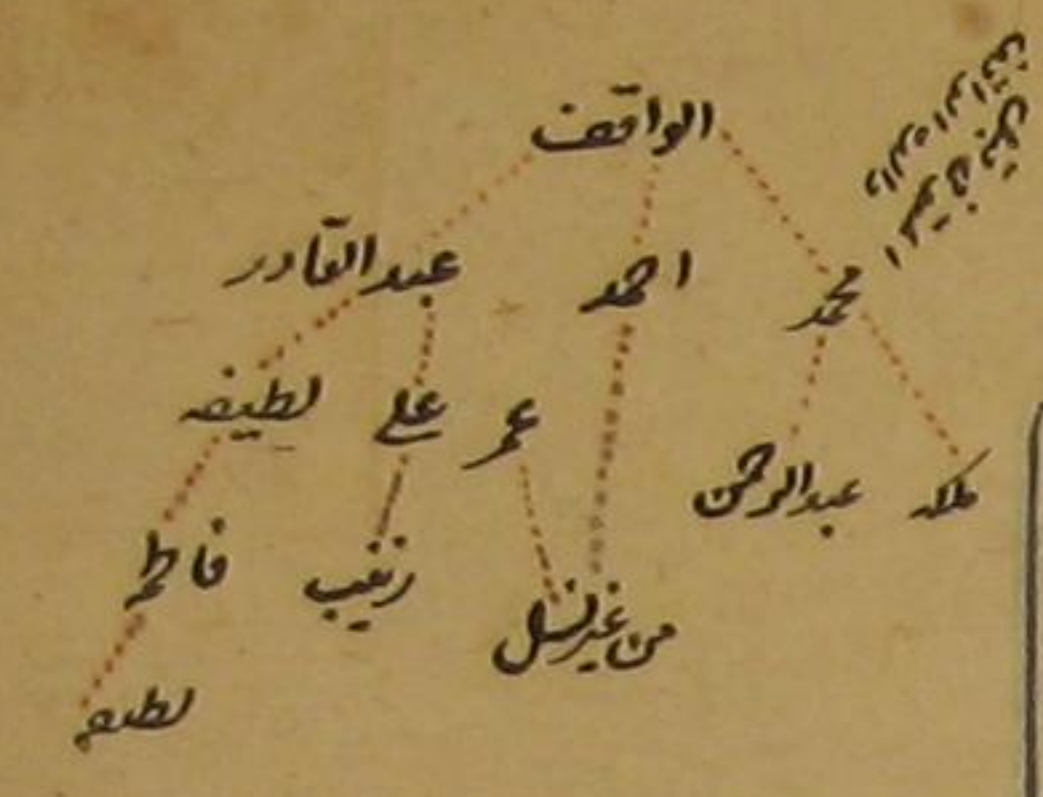 الواقف
عبد القادر احمد محمد
لطيفه علي عمر
عبد الرحمن ملكه
فاطمه زينب من غير نسل
لطيفه